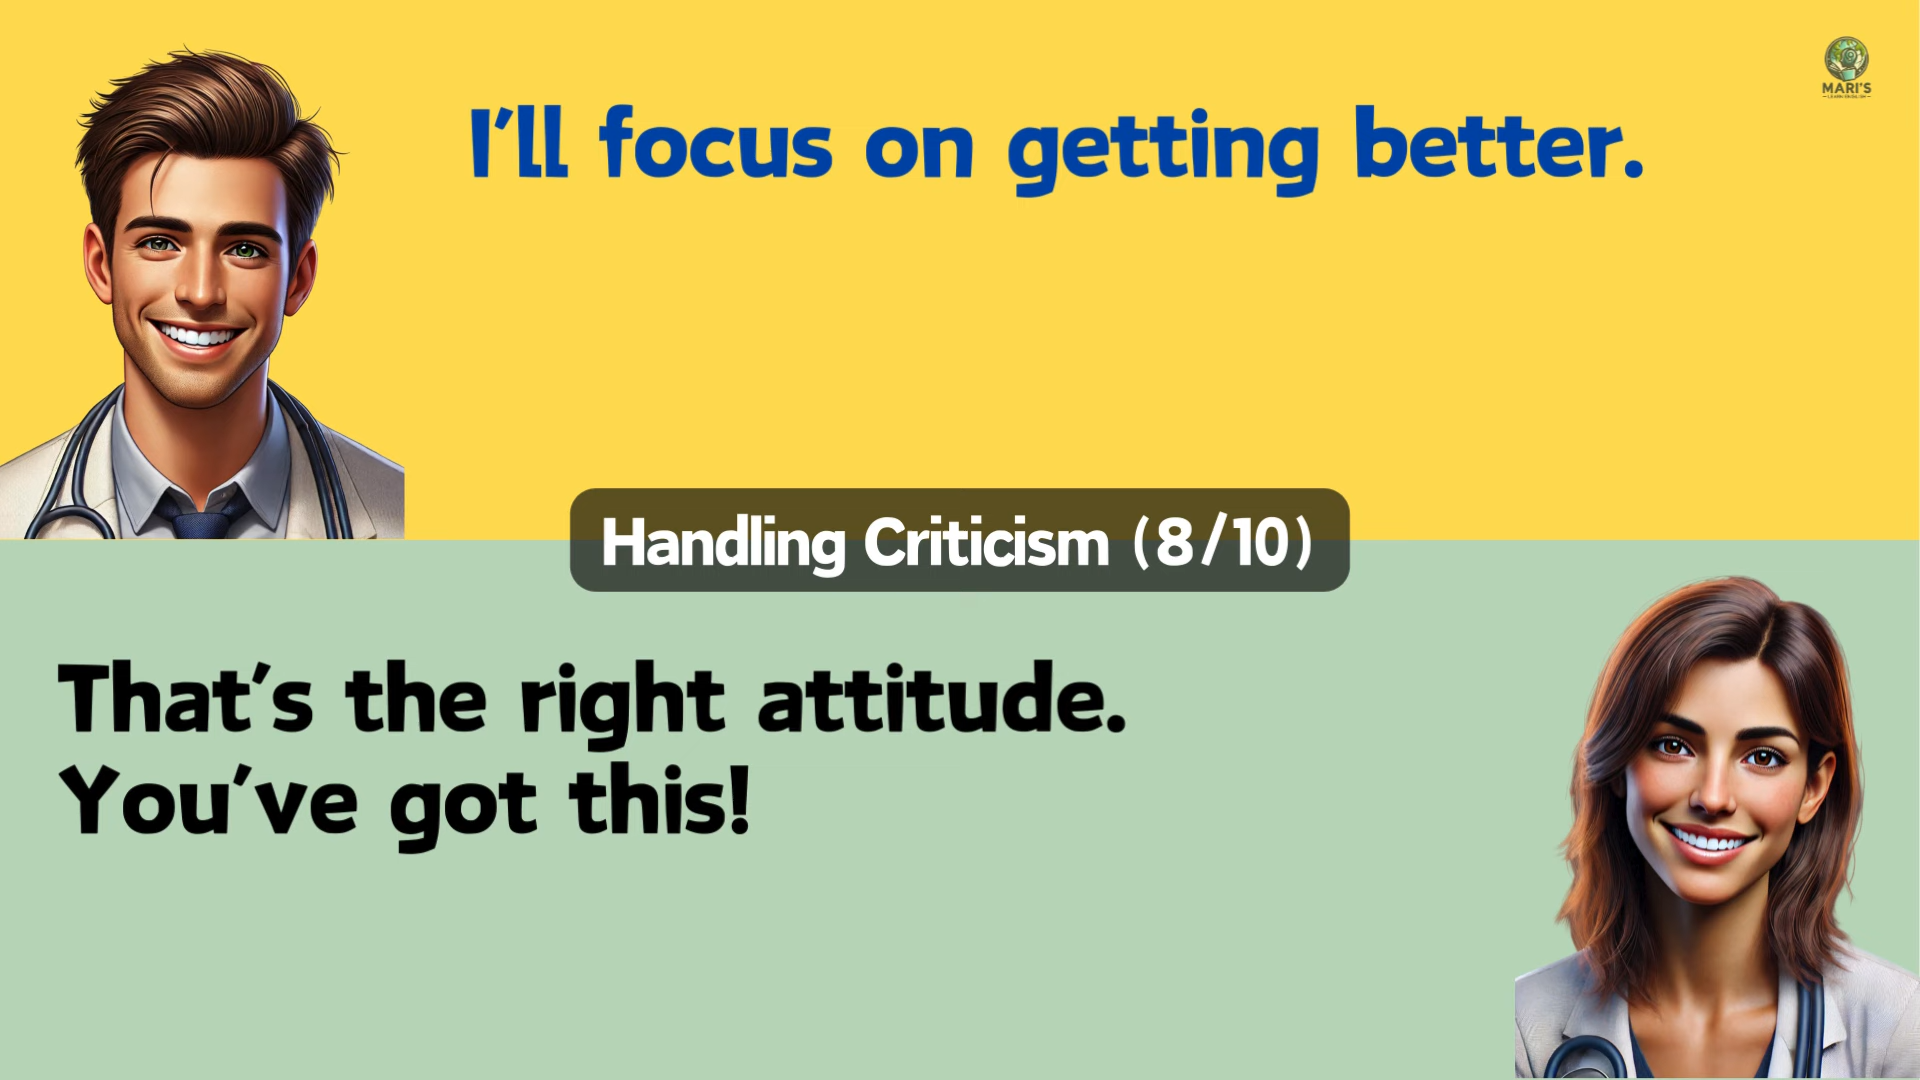 MARI'S
I'll focus on getting better.
Handling Criticism (8/10)
That's the right attitude.
You've got this!